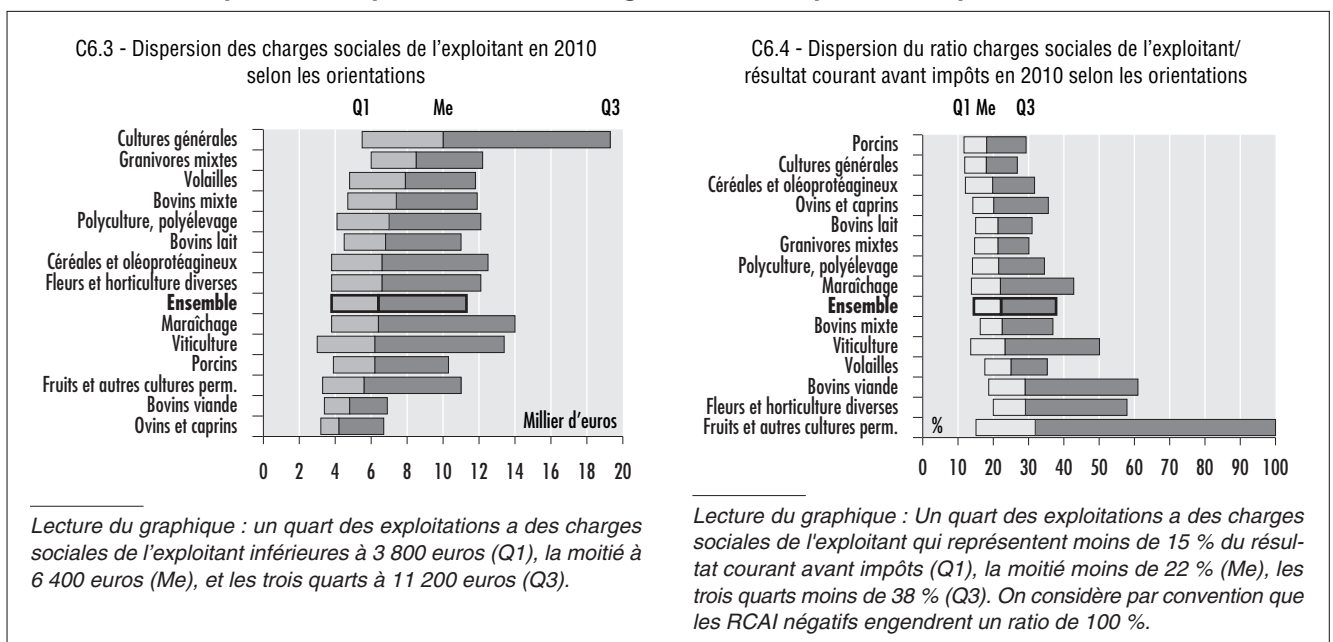 C6.3 - Dispersion des charges sociales de l'exploitant en 2010
selon les orientations
Q1 Me Q3
Cultures générales
Granivores mixtes
Volailles
Bovins mixte
Polyculture, polyélevage
Bovins lait
Céréales et oléoprotéagineux
Fleurs et horticulture diverses
Ensemble
Maraîchage
Viticulture
Porcins
Fruits et autres cultures perm.
Bovins viande
Ovins et caprins
Millier d'euros
0 2 4 6 8 10 12 14 16 18 20
Lecture du graphique : un quart des exploitations a des charges
sociales de l'exploitant inférieures à 3 800 euros (Q1), la moitié à
6 400 euros (Me), et les trois quarts à 11 200 euros (Q3).
C6.4 - Dispersion du ratio charges sociales de l'exploitant/
résultat courant avant impôts en 2010 selon les orientations
Q1 Me Q3
Porcins
Cultures générales
Céréales et oléoprotéagineux
Ovins et caprins
Bovins lait
Granivores mixtes
Polyculture, polyélevage
Maraîchage
Ensemble
Bovins mixte
Viticulture
Volailles
Bovins viande
Fleurs et horticulture diverses
Fruits et autres cultures perm.
%
0 10 20 30 40 50 60 70 80 90 100
Lecture du graphique : Un quart des exploitations a des charges
sociales de l'exploitant qui représentent moins de 15 % du résul-
tat courant avant impôts (Q1), la moitié moins de 22 % (Me), les
trois quarts moins de 38 % (Q3). On considère par convention que
les RCAI négatifs engendrent un ratio de 100 %.